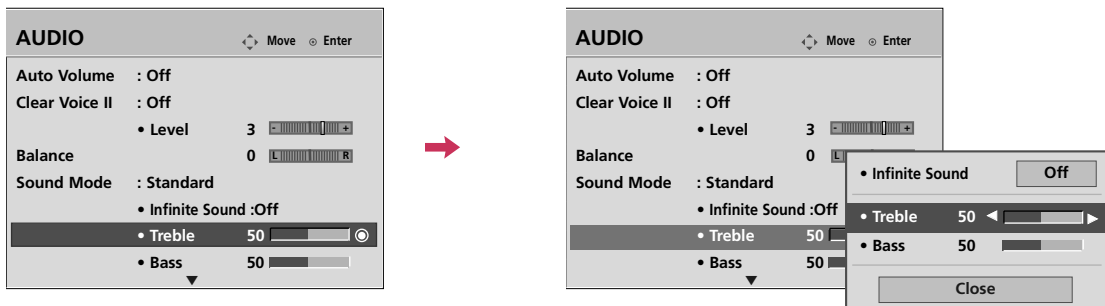 AUDIO Move Enter
Auto Volume : Off
Clear Voice II : Off
• Level 3 - +
Balance 0 L R
Sound Mode : Standard
• Infinite Sound :Off
• Treble 50
• Bass 50
AUDIO Move Enter
Auto Volume : Off
Clear Voice II : Off
• Level 3 - +
Balance 0 L
Sound Mode : Standard
• Infinite Sound :Off
• Treble 50
• Bass 50
• Infinite Sound Off
• Treble 50
• Bass 50
Close